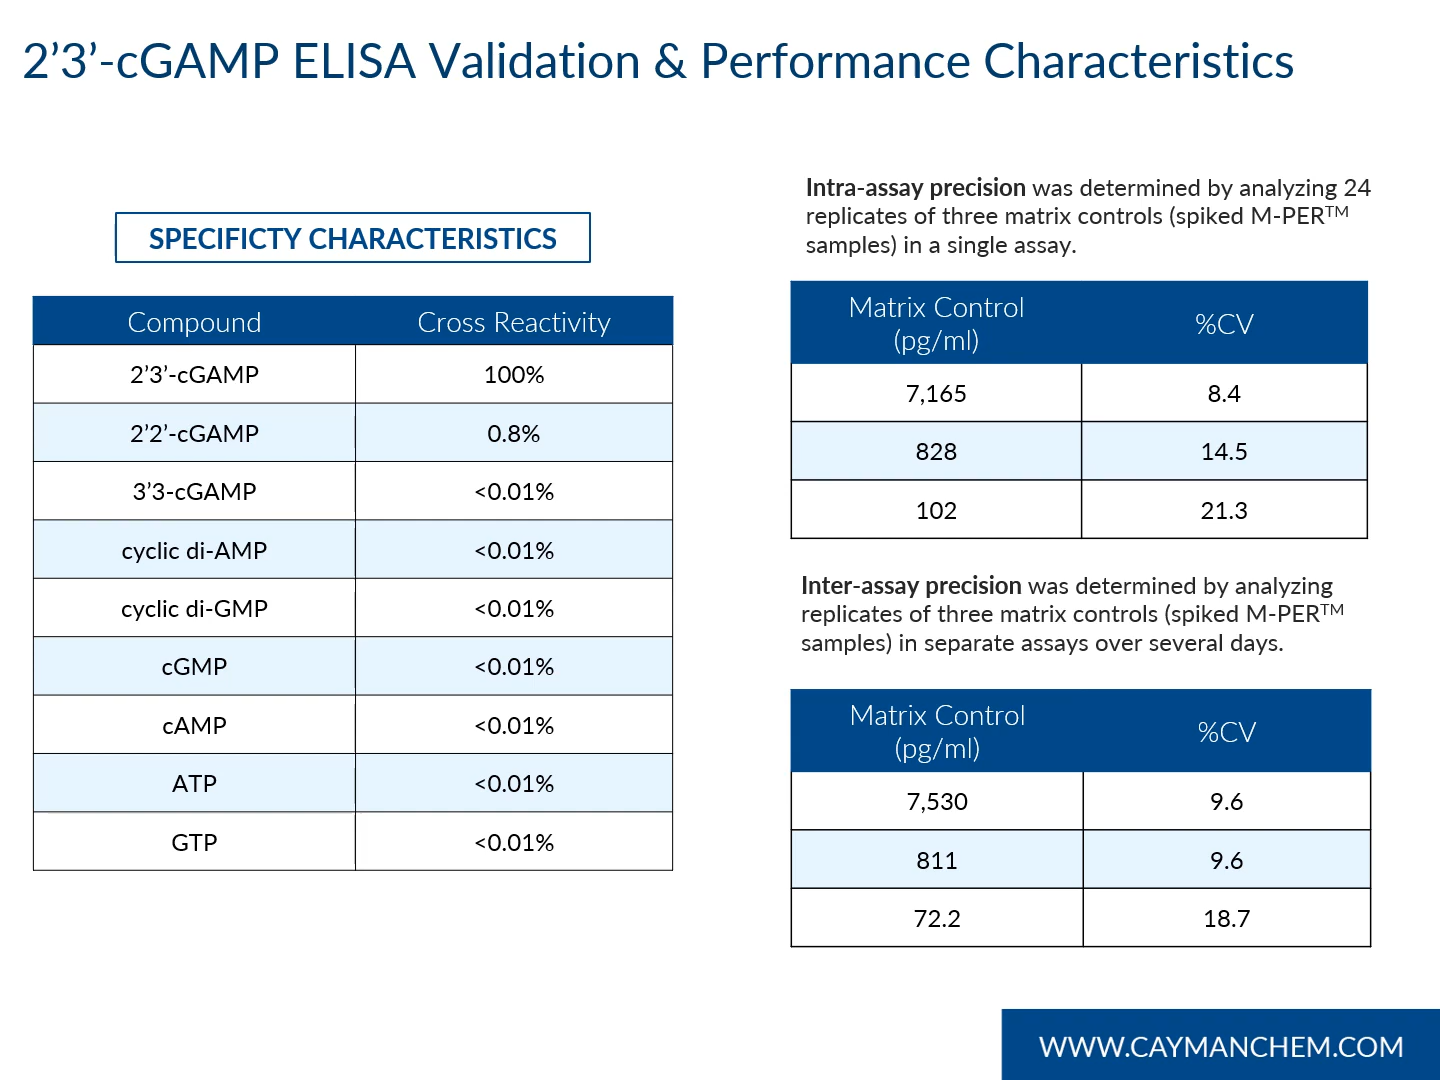 2’3’-cGAMP ELISA Validation & Performance Characteristics
SPECIFICTY CHARACTERISTICS
Compound Cross Reactivity
2’3’-cGAMP 100%
2’2’-cGAMP 0.8%
3’3-cGAMP <0.01%
cyclic di-AMP <0.01%
cyclic di-GMP <0.01%
cGMP <0.01%
cAMP <0.01%
ATP <0.01%
GTP <0.01%
Intra-assay precision was determined by analyzing 24
replicates of three matrix controls (spiked M-PER™
samples) in a single assay.
Matrix Control
(pg/ml) %CV
7,165 8.4
828 14.5
102 21.3
Inter-assay precision was determined by analyzing
replicates of three matrix controls (spiked M-PER™
samples) in separate assays over several days.
Matrix Control
(pg/ml) %CV
7,530 9.6
811 9.6
72.2 18.7
WWW.CAYMANCHEM.COM